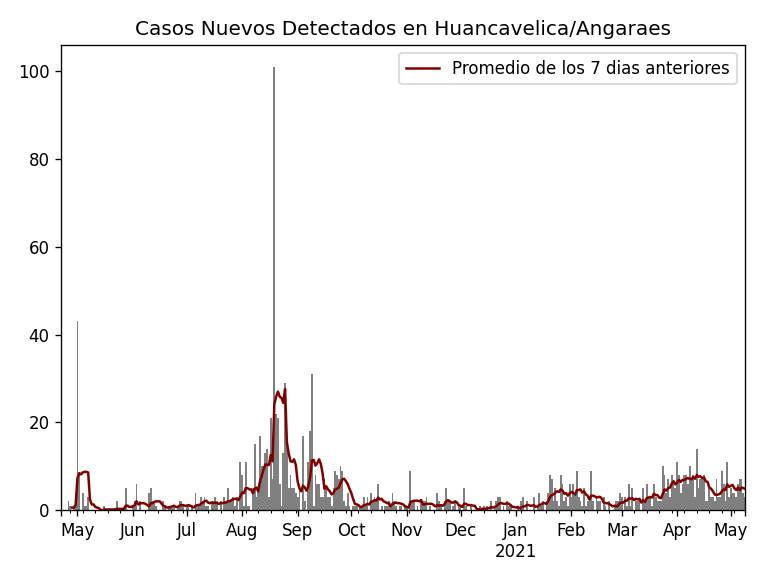 Casos Nuevos Detectados en Huancavelica/Angaraes
Promedio de los 7 dias anteriores
100
80
60
40
20
0
May Jun Jul Aug Sep Oct Nov Dec Jan Feb Mar Apr May
2021